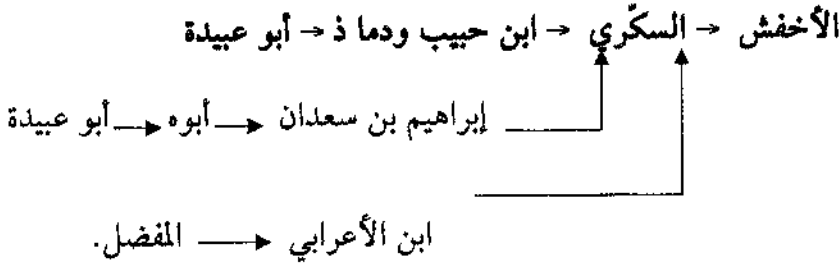 الأخفش → السكّري → ابن حبيب ودما ذ → أبو عبيدة
إبراهيم بن سعدان → أبوه → أبو عبيدة
ابن الأعرابي → المفضل.